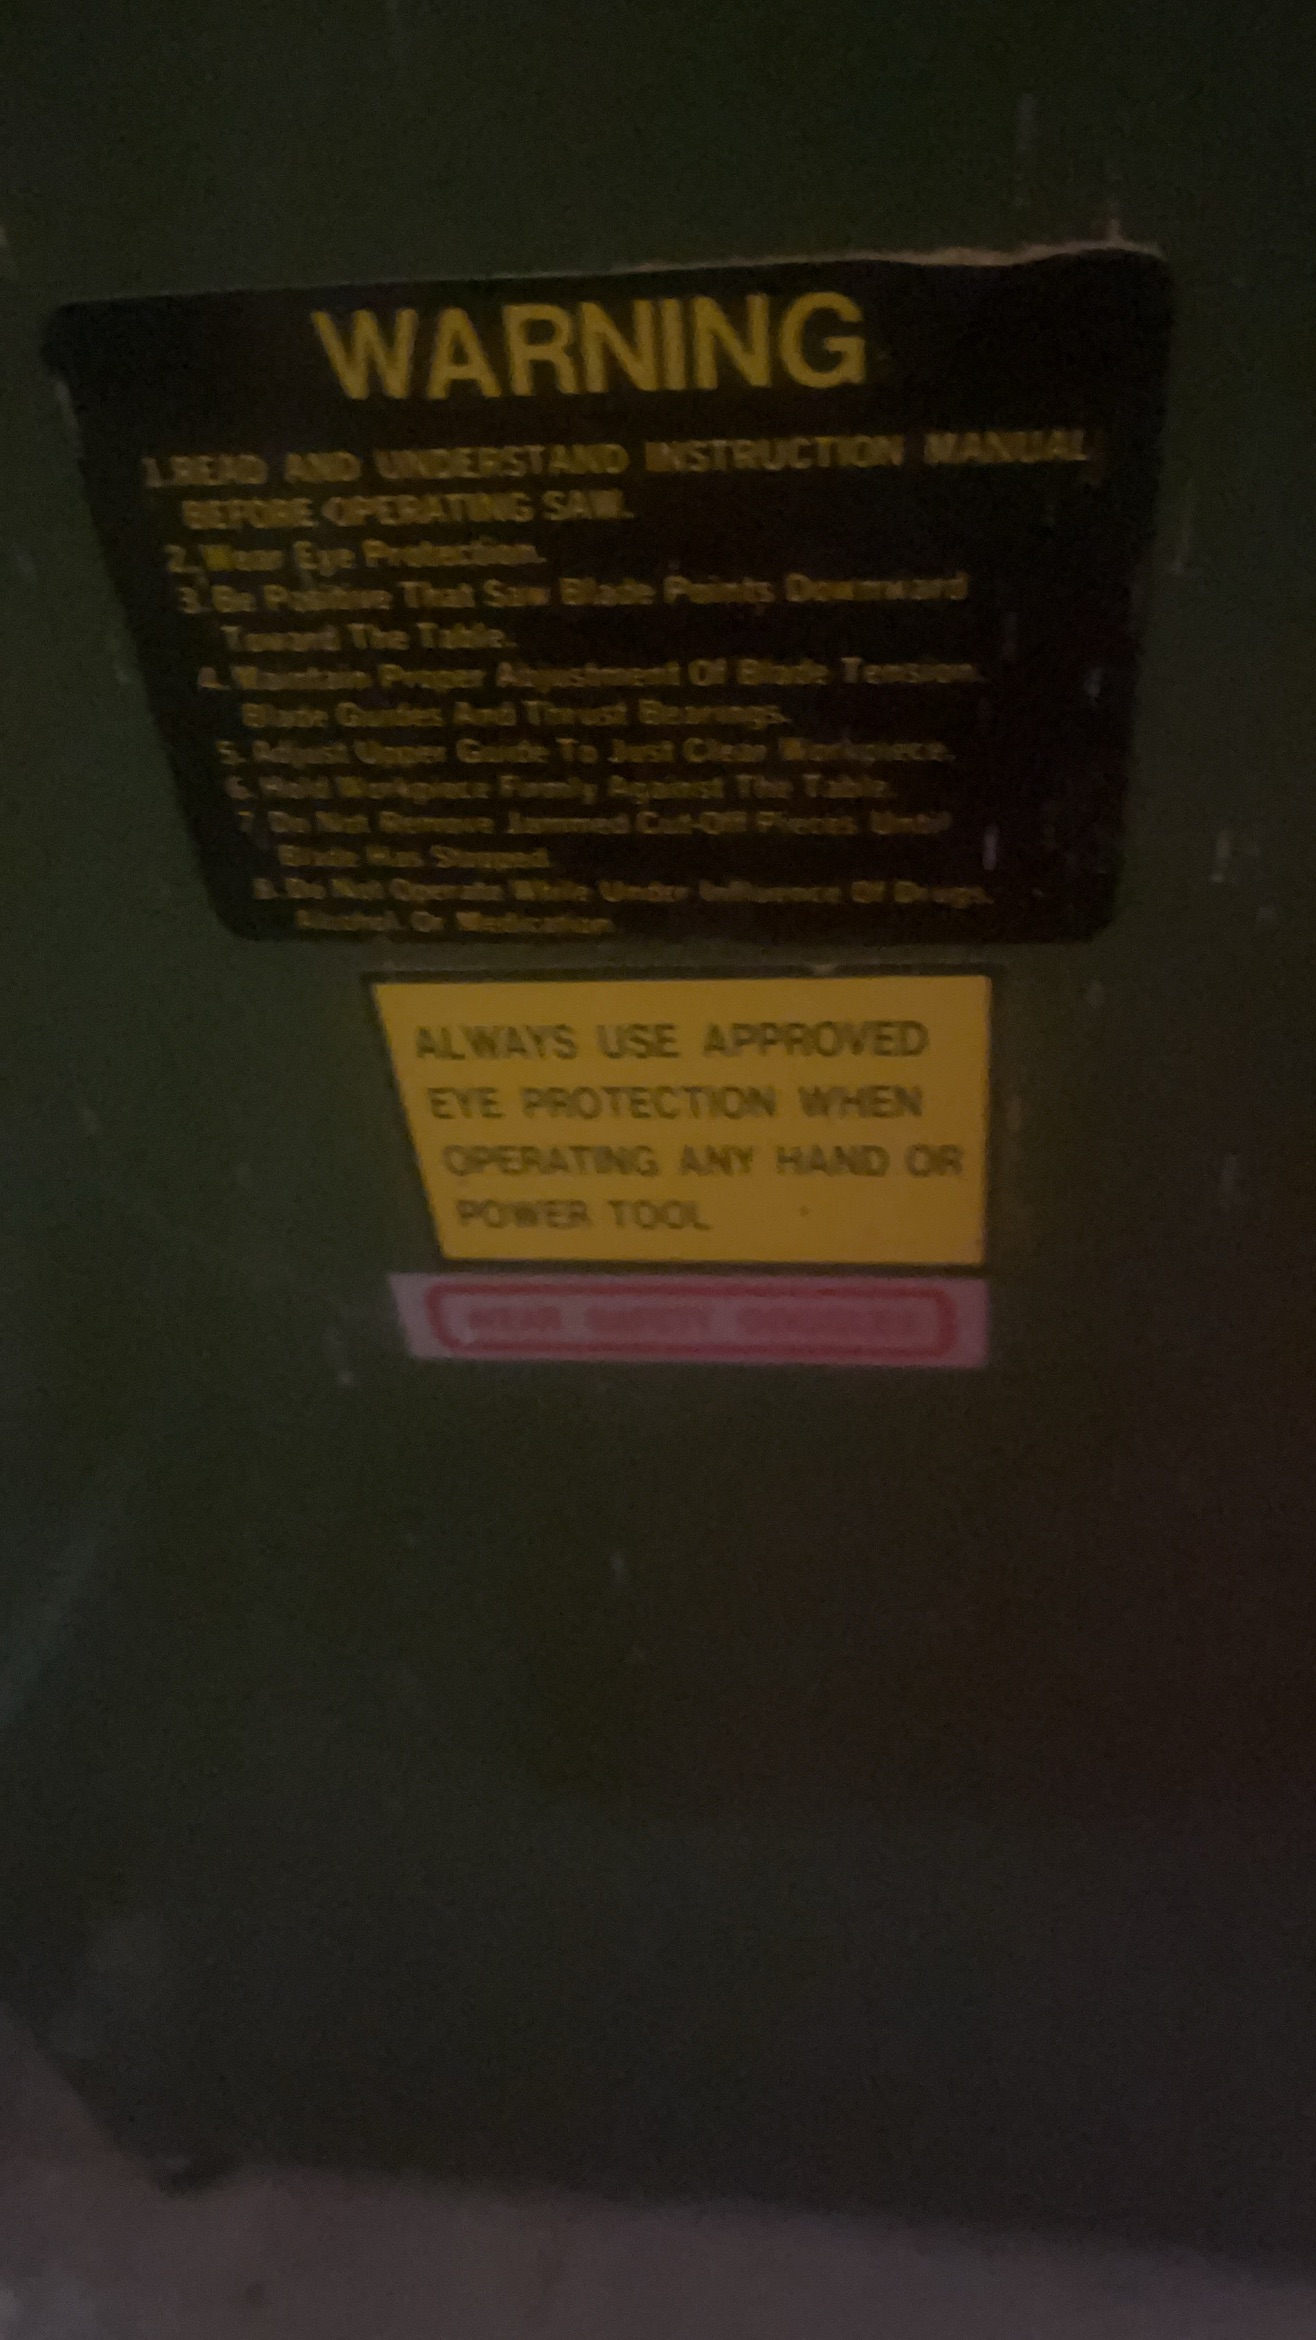 WARNING
1.READ AND UNDERSTAND INSTRUCTION MANUAL
BEFORE OPERATING SAW.
2. Wear Eye Protection.
3. Be Positive That Saw Blade Points Downward
Toward The Table.
4. Maintain Proper Adjustment Of Blade Tension,
Blade Guides And Thrust Bearings.
5. Adjust Upper Guide To Just Clear Workpiece.
6. Hold Workpiece Firmly Against The Table.
7. Do Not Remove Jammed Cut-Off Pieces Until
Blade Has Stopped.
8. Do Not Operate While Under Influence Of Drugs,
Alcohol Or Medication.
ALWAYS USE APPROVED
EYE PROTECTION WHEN
OPERATING ANY HAND OR
POWER TOOL
WEAR SAFETY